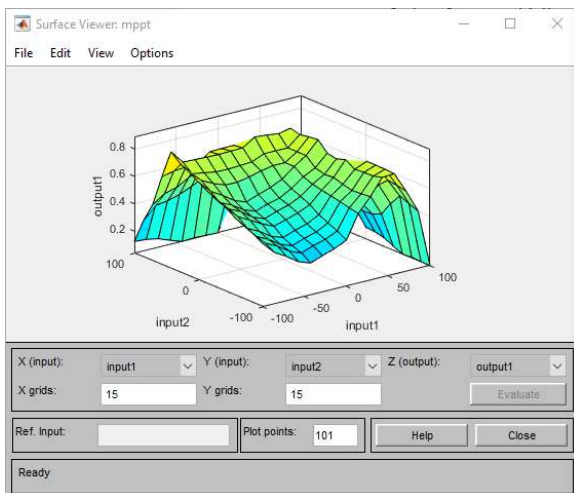 Surface Viewer: mppt
File Edit View Options
0.8
0.6
0.4
0.2
output1
100
0
-100
input2
-100
-50
0
50
100
input1
X (input): input1 Y (input): input2 Z (output): output1
X grids: 15 Y grids: 15 Evaluate
Ref. Input: Plot points: 101 Help Close
Ready